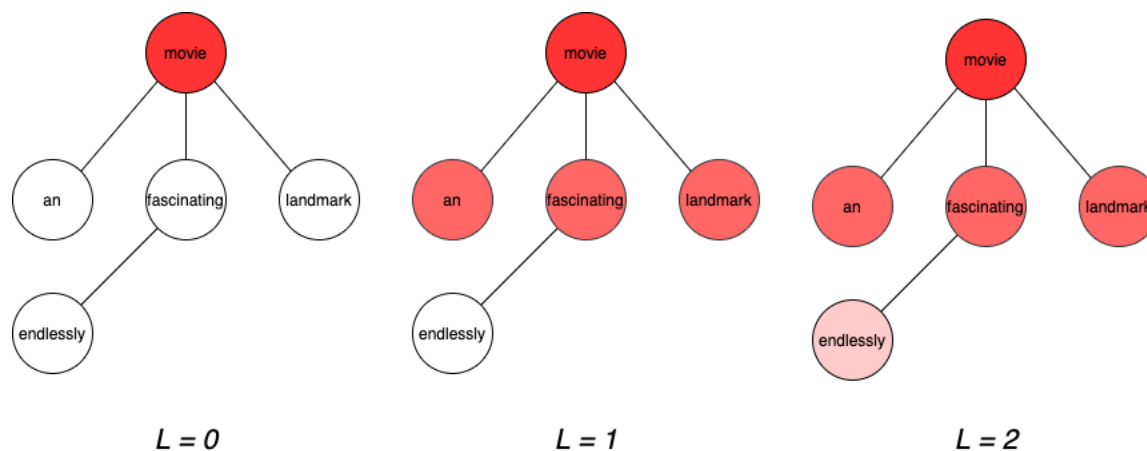 movie
an
fascinating
landmark
endlessly
L = 0
movie
an
fascinating
landmark
endlessly
L = 1
movie
an
fascinating
landmark
endlessly
L = 2